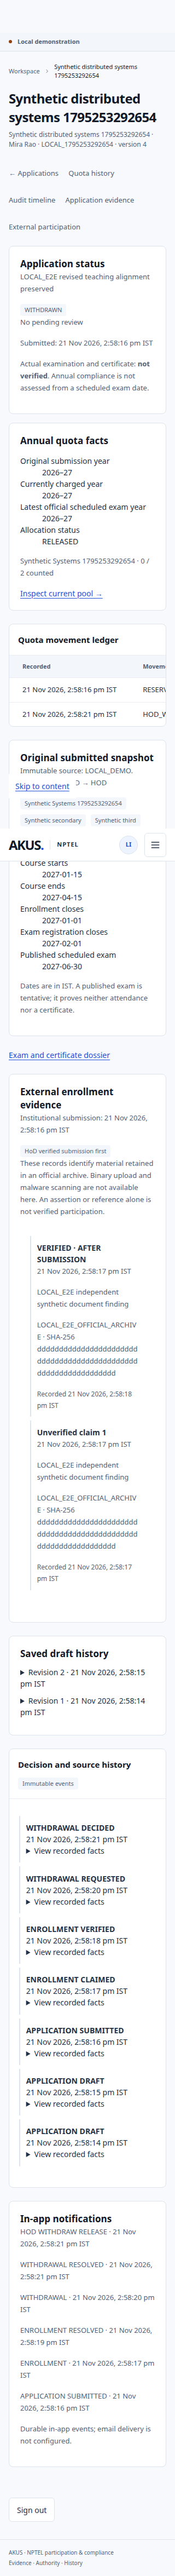 Local demonstration
Workspace › Synthetic distributed systems
1795253292654
Synthetic distributed
systems 1795253292654
Synthetic distributed systems 1795253292654 ·
Mira Rao · LOCAL_1795253292654 · version 4
← Applications Quota history
Audit timeline Application evidence
External participation
Application status
LOCAL_E2E revised teaching alignment
preserved
WITHDRAWN
No pending review
Submitted: 21 Nov 2026, 2:58:16 pm IST
Actual examination and certificate: not
verified. Annual compliance is not
assessed from a scheduled exam date.
Annual quota facts
Original submission year
2026–27
Currently charged year
2026–27
Latest official scheduled exam year
2026–27
Allocation status
RELEASED
Synthetic Systems 1795253292654 · 0 /
2 counted
Inspect current pool →
Quota movement ledger
Recorded
21 Nov 2026, 2:58:16 pm IST RESER
21 Nov 2026, 2:58:21 pm IST HOD_W
Original submitted snapshot
Immutable source: LOCAL_DEMO.
Skip to content
→ HOD
Synthetic Systems 1795253292654
Synthetic secondary Synthetic third
AKUS. NPTEL LI
Course starts
2027-01-15
Course ends
2027-04-15
Enrollment closes
2027-01-01
Exam registration closes
2027-02-01
Published scheduled exam
2027-06-30
Dates are in IST. A published exam is
tentative; it proves neither attendance
nor a certificate.
Exam and certificate dossier
External enrollment
evidence
Institutional submission: 21 Nov 2026,
2:58:16 pm IST
HoD verified submission first
These records identify material retained
in an official archive. Binary upload and
malware scanning are not available
here. An assertion or reference alone is
not verified participation.
VERIFIED · AFTER
SUBMISSION
21 Nov 2026, 2:58:17 pm IST
LOCAL_E2E independent
synthetic document finding
LOCAL_E2E_OFFICIAL_ARCHIV
E · SHA-256
dddddddddddddddddddddd
dddddddddddddddddddddd
dddddddddddddddddd
Recorded 21 Nov 2026, 2:58:18
pm IST
Unverified claim 1
21 Nov 2026, 2:58:17 pm IST
LOCAL_E2E independent
synthetic document finding
LOCAL_E2E_OFFICIAL_ARCHIV
E · SHA-256
dddddddddddddddddddddd
dddddddddddddddddddddd
dddddddddddddddddd
Recorded 21 Nov 2026, 2:58:17
pm IST
Saved draft history
▶ Revision 2 · 21 Nov 2026, 2:58:15
pm IST
▶ Revision 1 · 21 Nov 2026, 2:58:14
pm IST
Decision and source history
Immutable events
WITHDRAWAL DECIDED
21 Nov 2026, 2:58:21 pm IST
▶ View recorded facts
WITHDRAWAL REQUESTED
21 Nov 2026, 2:58:20 pm IST
▶ View recorded facts
ENROLLMENT VERIFIED
21 Nov 2026, 2:58:18 pm IST
▶ View recorded facts
ENROLLMENT CLAIMED
21 Nov 2026, 2:58:17 pm IST
▶ View recorded facts
APPLICATION SUBMITTED
21 Nov 2026, 2:58:16 pm IST
▶ View recorded facts
APPLICATION DRAFT
21 Nov 2026, 2:58:15 pm IST
▶ View recorded facts
APPLICATION DRAFT
21 Nov 2026, 2:58:14 pm IST
▶ View recorded facts
In-app notifications
HOD WITHDRAW RELEASE · 21 Nov
2026, 2:58:21 pm IST
WITHDRAWAL RESOLVED · 21 Nov 2026,
2:58:21 pm IST
WITHDRAWAL · 21 Nov 2026, 2:58:20 pm
IST
ENROLLMENT RESOLVED · 21 Nov 2026,
2:58:19 pm IST
ENROLLMENT · 21 Nov 2026, 2:58:17 pm
IST
APPLICATION SUBMITTED · 21 Nov
2026, 2:58:16 pm IST
Durable in-app events; email delivery is
not configured.
Sign out
AKUS · NPTEL participation & compliance
Evidence · Authority · History